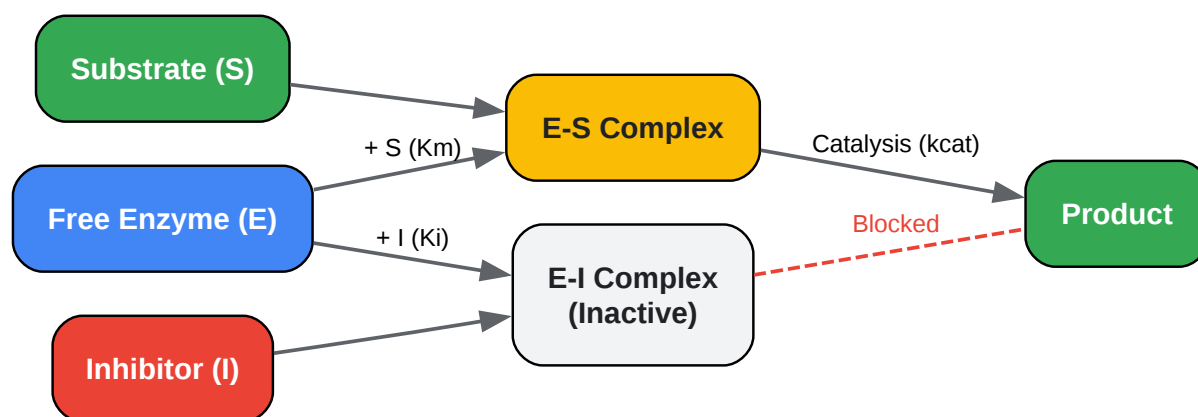 Substrate (S)
E-S Complex
+ S (Km)
Catalysis (kcat)
Free Enzyme (E)
Product
+ I (Ki)
Blocked
E-I Complex
(Inactive)
Inhibitor (I)